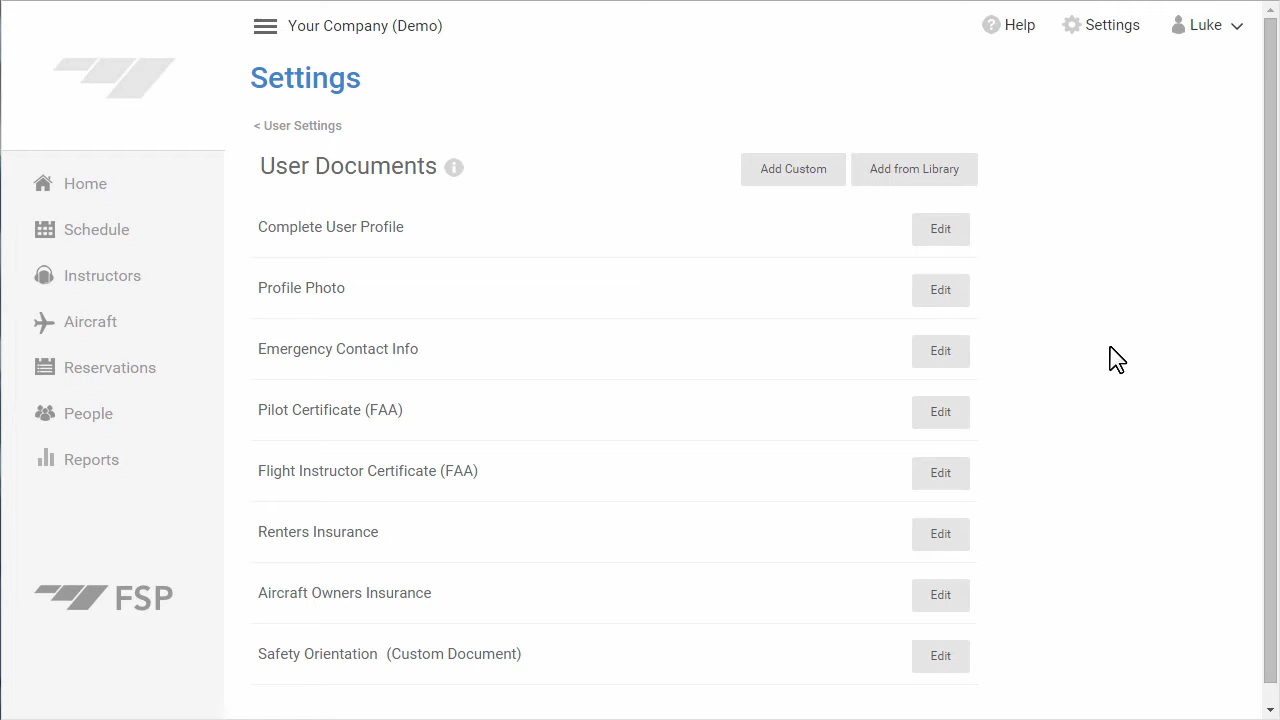 Your Company (Demo)
Help
Settings
Luke
Settings
< User Settings
User Documents
Add Custom
Add from Library
Home
Schedule
Instructors
Aircraft
Reservations
People
Reports
FSP
Complete User Profile
Edit
Profile Photo
Edit
Emergency Contact Info
Edit
Pilot Certificate (FAA)
Edit
Flight Instructor Certificate (FAA)
Edit
Renters Insurance
Edit
Aircraft Owners Insurance
Edit
Safety Orientation (Custom Document)
Edit